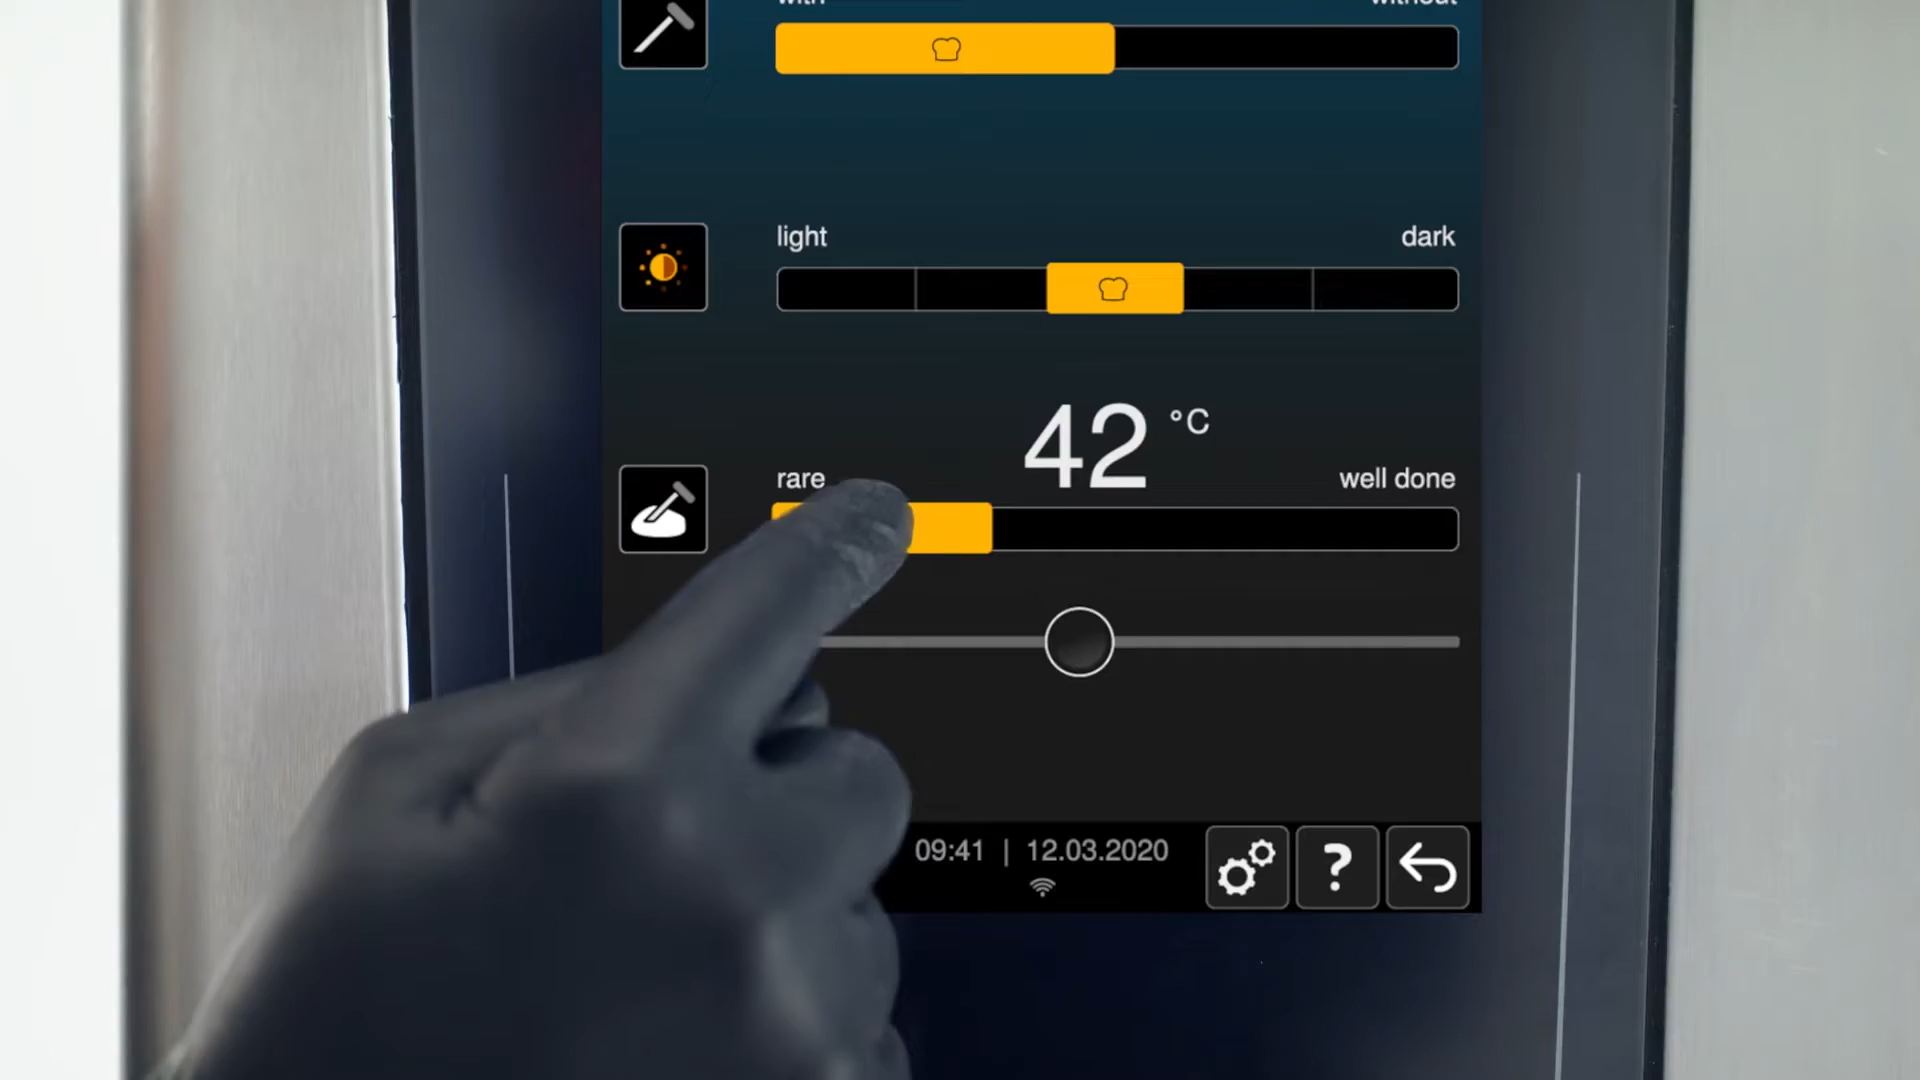 with without
light dark
42 °C
rare well done
09:41 | 12.03.2020
?